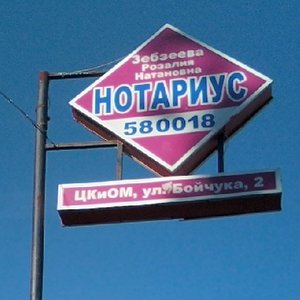 Зебзеева
Розалия
Натановна
НОТАРИУС
580018
ЦКиОМ, ул. Бойчука, 2